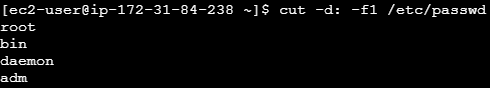 [ec2-user@ip-172-31-84-238 ~]$ cut -d: -f1 /etc/passwd
root
bin
daemon
adm